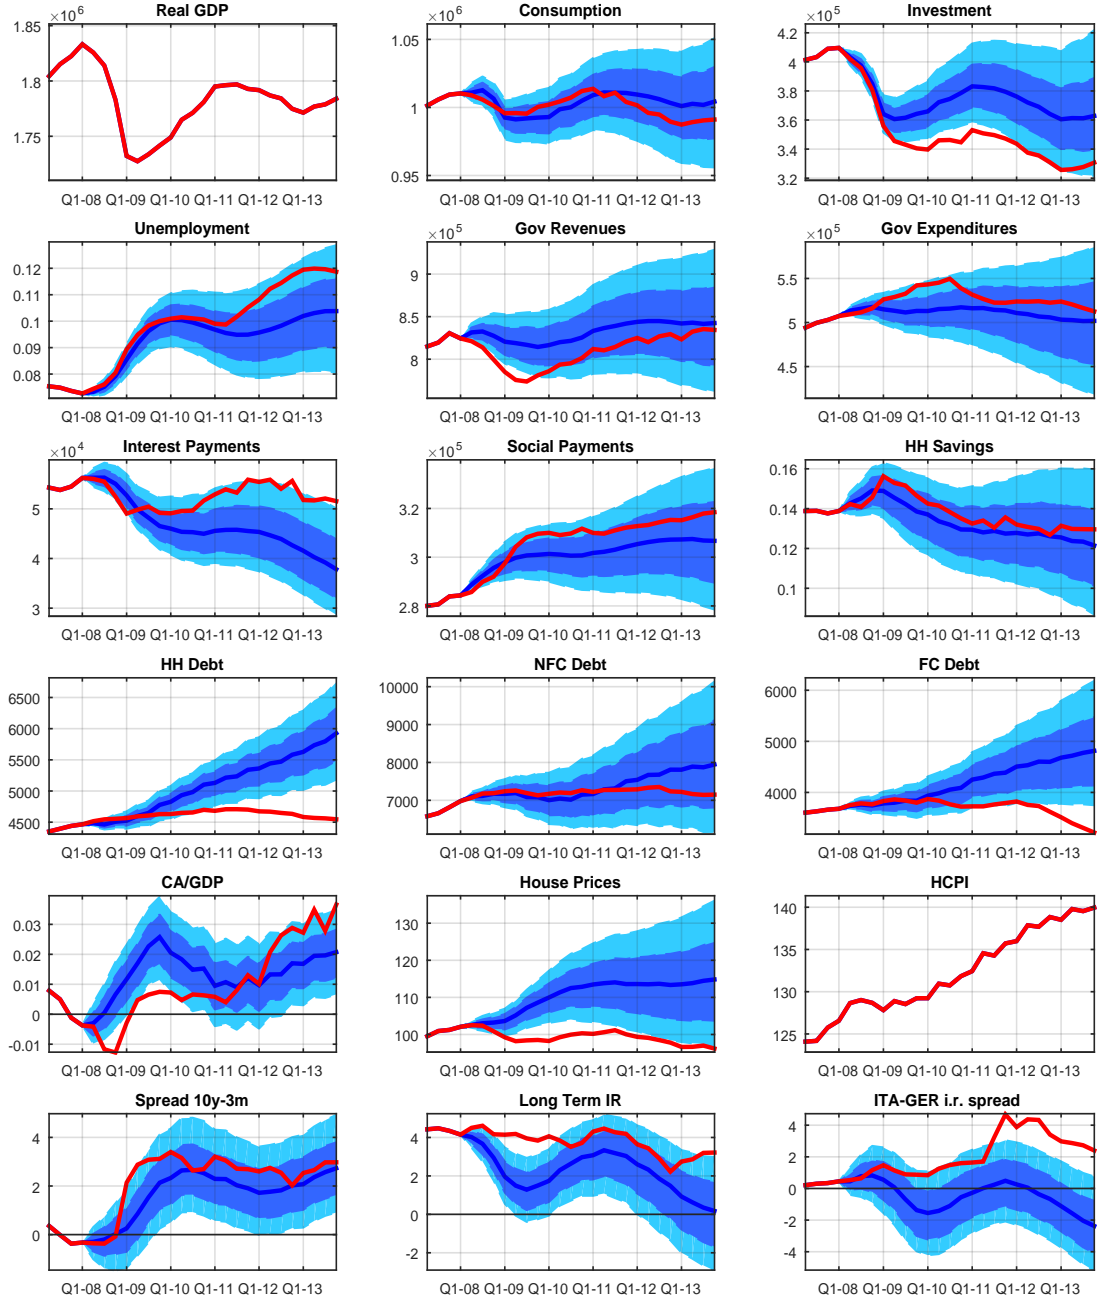 Real GDP Consumption Investment
×10⁶ ×10⁶ ×10⁵
1.85 1.8 1.75
1.05 1 0.95
4.2 4 3.8 3.6 3.4 3.2
Q1-08 Q1-09 Q1-10 Q1-11 Q1-12 Q1-13 Q1-08 Q1-09 Q1-10 Q1-11 Q1-12 Q1-13 Q1-08 Q1-09 Q1-10 Q1-11 Q1-12 Q1-13
Unemployment Gov Revenues Gov Expenditures
×10⁵ ×10⁵
0.12 0.11 0.1 0.09 0.08
9 8.5 8
5.5 5 4.5
Q1-08 Q1-09 Q1-10 Q1-11 Q1-12 Q1-13 Q1-08 Q1-09 Q1-10 Q1-11 Q1-12 Q1-13 Q1-08 Q1-09 Q1-10 Q1-11 Q1-12 Q1-13
Interest Payments Social Payments HH Savings
×10⁴ ×10⁵
5 4 3
3.2 3 2.8
0.16 0.14 0.12 0.1
Q1-08 Q1-09 Q1-10 Q1-11 Q1-12 Q1-13 Q1-08 Q1-09 Q1-10 Q1-11 Q1-12 Q1-13 Q1-08 Q1-09 Q1-10 Q1-11 Q1-12 Q1-13
HH Debt NFC Debt FC Debt
6500 6000 5500 5000 4500
10000 9000 8000 7000
6000 5000 4000
Q1-08 Q1-09 Q1-10 Q1-11 Q1-12 Q1-13 Q1-08 Q1-09 Q1-10 Q1-11 Q1-12 Q1-13 Q1-08 Q1-09 Q1-10 Q1-11 Q1-12 Q1-13
CA/GDP House Prices HCPI
0.03 0.02 0.01 0 -0.01
130 120 110 100
140 135 130 125
Q1-08 Q1-09 Q1-10 Q1-11 Q1-12 Q1-13 Q1-08 Q1-09 Q1-10 Q1-11 Q1-12 Q1-13 Q1-08 Q1-09 Q1-10 Q1-11 Q1-12 Q1-13
Spread 10y-3m Long Term IR ITA-GER i.r. spread
4 2 0
4 2 0 -2
4 2 0 -2 -4
Q1-08 Q1-09 Q1-10 Q1-11 Q1-12 Q1-13 Q1-08 Q1-09 Q1-10 Q1-11 Q1-12 Q1-13 Q1-08 Q1-09 Q1-10 Q1-11 Q1-12 Q1-13